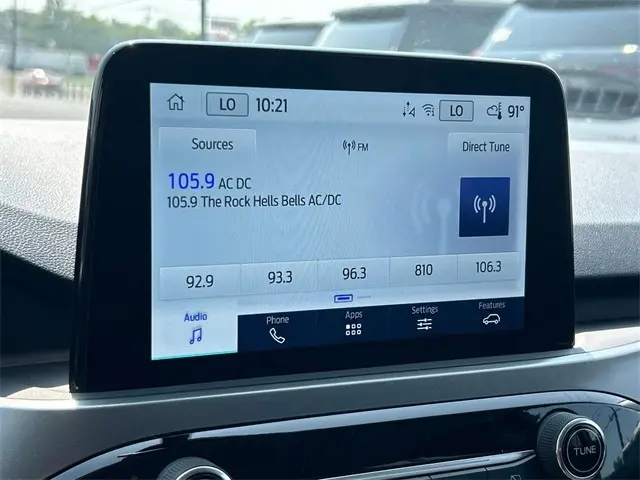 LO 10:21 LO 91°
Sources FM Direct Tune
105.9 AC DC
105.9 The Rock Hells Bells AC/DC
92.9 93.3 96.3 810 106.3
Audio Phone Apps Settings Features
TUNE